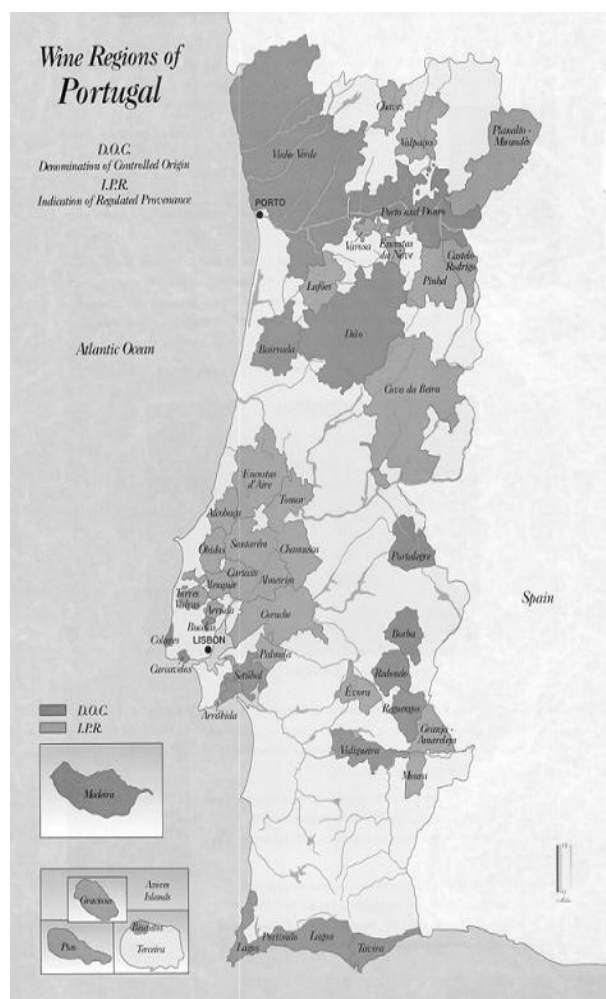 Wine Regions of
Portugal
D.O.C.
Denomination of Controlled Origin
I.P.R.
Indication of Regulated Provenance
Chaves
Valpaços
Planalto -
Mirandês
Vinho Verde
PORTO
Porto and Douro
Varosa
Encostas
da Nave
Castelo
Rodrigo
Lafões
Pinhel
Dão
Bairrada
Atlantic Ocean
Cova da Beira
Encostas
d'Aire
Tomar
Alcobaça
Óbidos
Santarém
Chamusca
Portalegre
Cartaxo
Almeirim
Alenquer
Torres
Vedras
Arruda
Coruche
Spain
Bucelas
Borba
Colares
LISBON
Palmela
Carcavelos
Redondo
Setúbal
Évora
Reguengos
Arrábida
Granja -
Amareleja
D.O.C.
I.P.R.
Vidigueira
Moura
Madeira
Azores
Islands
Graciosa
Biscoitos
Pico
Terceira
Lagos
Portimão
Lagoa
Tavira